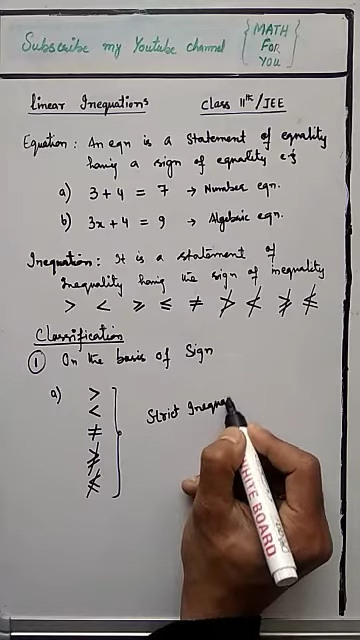 Subscribe my Youtube channel { MATH FOR YOU }
Linear Inequations Class 11th/JEE
Equation: An eqn is a statement of equality
having a sign of equality eg
a) 3+4 = 7 → Number eqn.
b) 3x+4 = 9 → Algebraic eqn.
Inequation: It is a statement of
Inequality having the sign of inequality
> < ≥ ≤ ≠ ≯ ≮ ≱ ≰
Classification
① On the basis of Sign
a) >
<
≠
≯
≮
Strict Inequa
WHITE BOARD